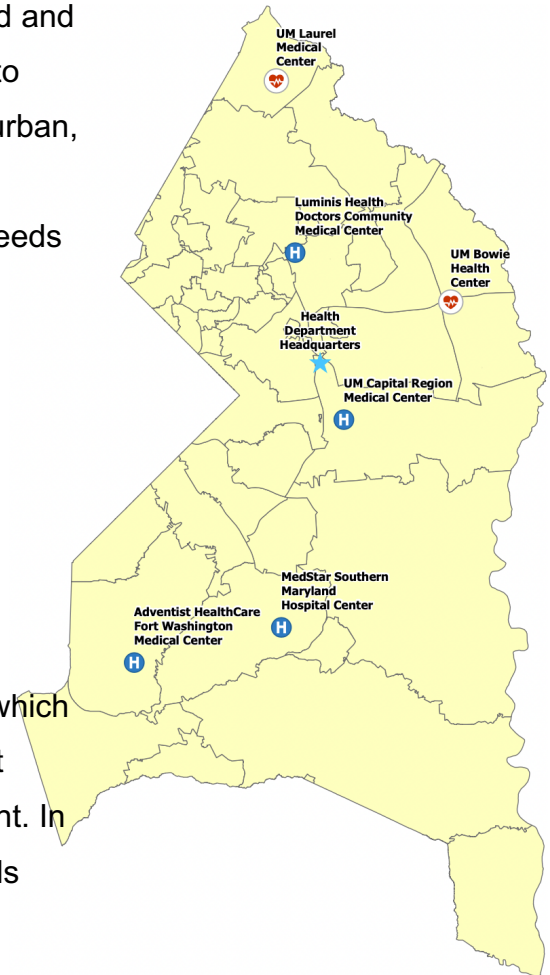 d and
to
urban,
eeds
which
t
nt. In
ls
UM Laurel
Medical
Center
Luminis Health
Doctors Community
Medical Center
UM Bowie
Health
Center
Health
Department
Headquarters
UM Capital Region
Medical Center
H
H
MedStar Southern
Maryland
Hospital Center
H
Adventist HealthCare
Fort Washington
Medical Center
H